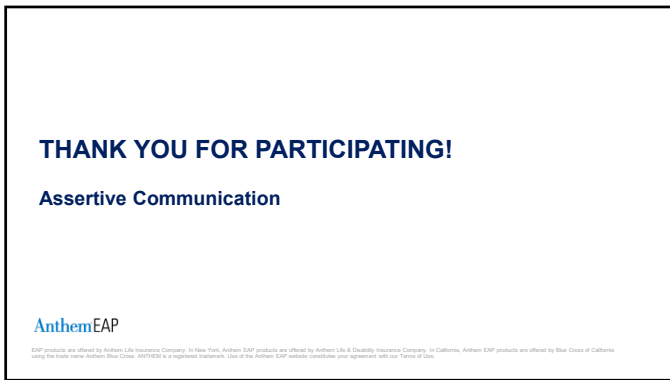 THANK YOU FOR PARTICIPATING!
Assertive Communication
Anthem EAP
EAP products are offered by Anthem Life Insurance Company. In New York, Anthem EAP products are offered by Anthem Life & Disability Insurance Company. In California, Anthem EAP products are offered by Blue Cross of California
using the trade name Anthem Blue Cross. ANTHEM is a registered trademark. Use of the Anthem EAP website constitutes your agreement with our Terms of Use.